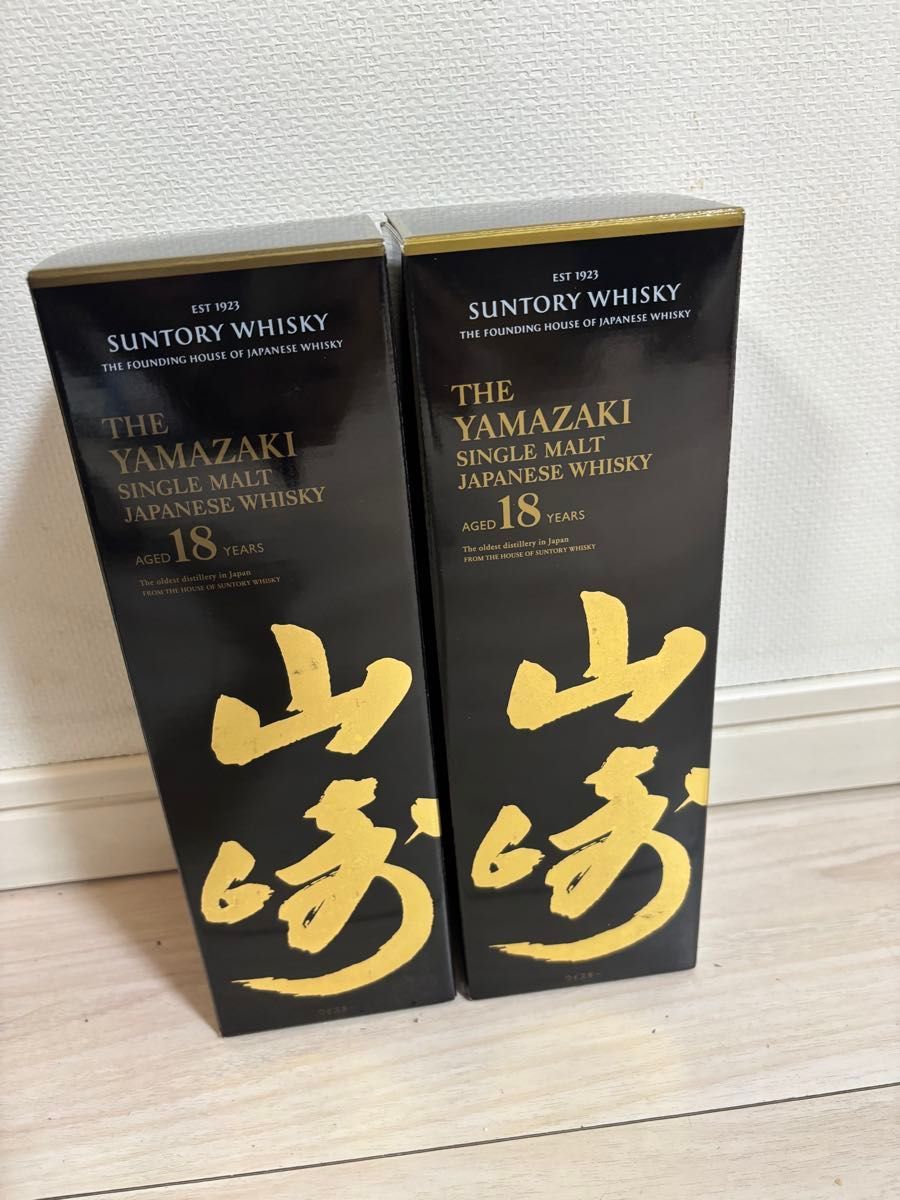 EST 1923
SUNTORY WHISKY
THE FOUNDING HOUSE OF JAPANESE WHISKY
THE
YAMAZAKI
SINGLE MALT
JAPANESE WHISKY
AGED 18 YEARS
The oldest distillery in Japan
FROM THE HOUSE OF SUNTORY WHISKY
山
崎
ウイスキー
EST 1923
SUNTORY WHISKY
THE FOUNDING HOUSE OF JAPANESE WHISKY
THE
YAMAZAKI
SINGLE MALT
JAPANESE WHISKY
AGED 18 YEARS
The oldest distillery in Japan
FROM THE HOUSE OF SUNTORY WHISKY
山
崎
ウイスキー